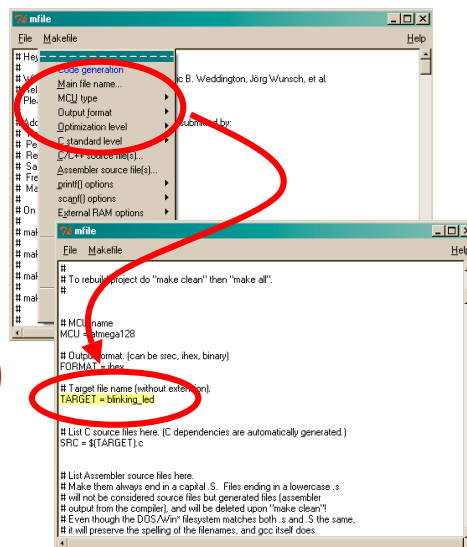 mfile
File Makefile Help
# Hey
Code generation
Main file name...
MCU type
Output format
Optimization level
C standard level
C/C++ source file(s)...
Assembler source file(s)...
printf() options
scanf() options
External RAM options
#
# W
ic B. Weddington, Jörg Wunsch, et al.
# Rel
# Plea
#
# Add
submitted by:
#
# Pe
# Re
# Sa
# Fre
# Ma
#
# On
#
# mak
#
# mak
#
# mak
#
# mak
#
#
mfile
File Makefile Help
#
# To rebuild project do "make clean" then "make all".
#
# MCU name
MCU = atmega128
# Output format. (can be srec, ihex, binary)
FORMAT = ihex
# Target file name (without extension).
TARGET = blinking_led
# List C source files here. (C dependencies are automatically generated.)
SRC = $(TARGET).c
# List Assembler source files here.
# Make them always end in a capital .S. Files ending in a lowercase .s
# will not be considered source files but generated files (assembler
# output from the compiler), and will be deleted upon "make clean"!
# Even though the DOS/Win* filesystem matches both .s and .S the same,
# it will preserve the spelling of the filenames, and gcc itself does